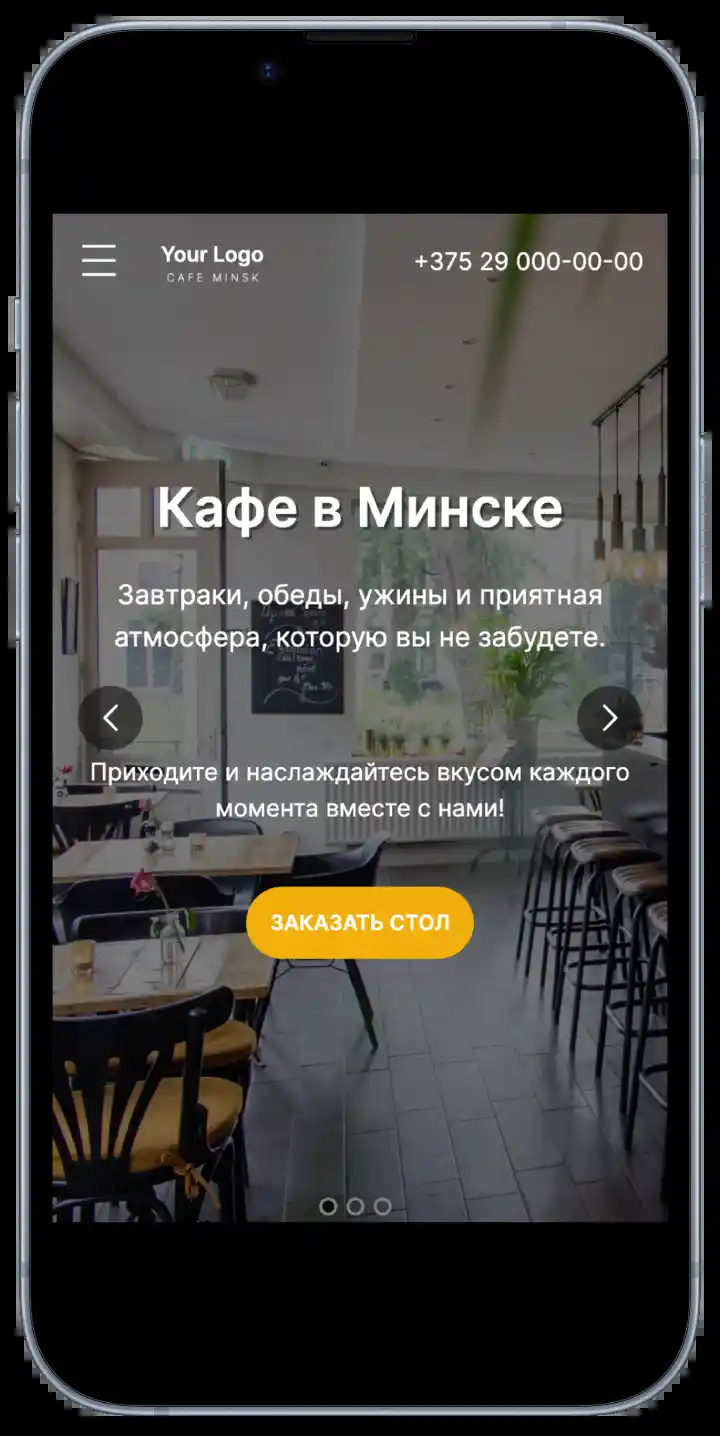 Your Logo
CAFE MINSK
+375 29 000-00-00
Кафе в Минске
Завтраки, обеды, ужины и приятная
атмосфера, которую вы не забудете.
Приходите и наслаждайтесь вкусом каждого
момента вместе с нами!
ЗАКАЗАТЬ СТОЛ